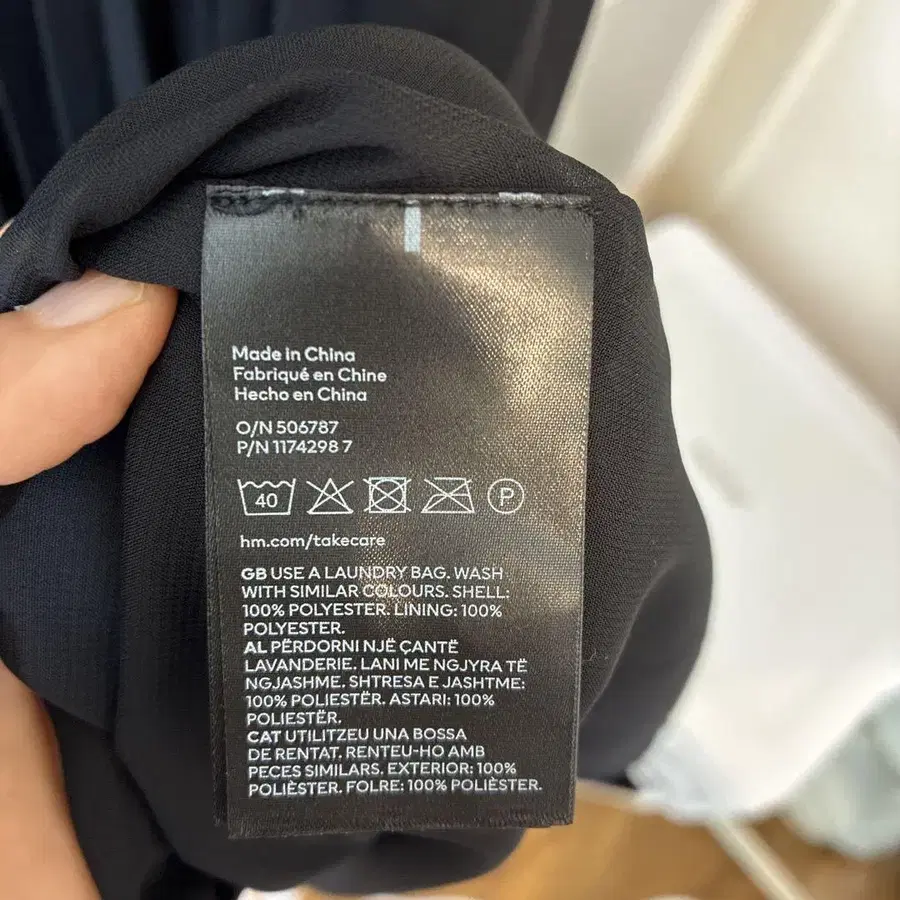 Made in China
Fabriqué en Chine
Hecho en China
O/N 506787
P/N 1174298 7
40
P
hm.com/takecare
GB USE A LAUNDRY BAG. WASH
WITH SIMILAR COLOURS. SHELL:
100% POLYESTER. LINING: 100%
POLYESTER.
AL PËRDORNI NJË ÇANTË
LAVANDERIE. LANI ME NGJYRA TË
NGJASHME. SHTRESA E JASHTME:
100% POLIESTËR. ASTARI: 100%
POLIESTËR.
CAT UTILITZEU UNA BOSSA
DE RENTAT. RENTEU-HO AMB
PECES SIMILARS. EXTERIOR: 100%
POLIÈSTER. FOLRE: 100% POLIÈSTER.